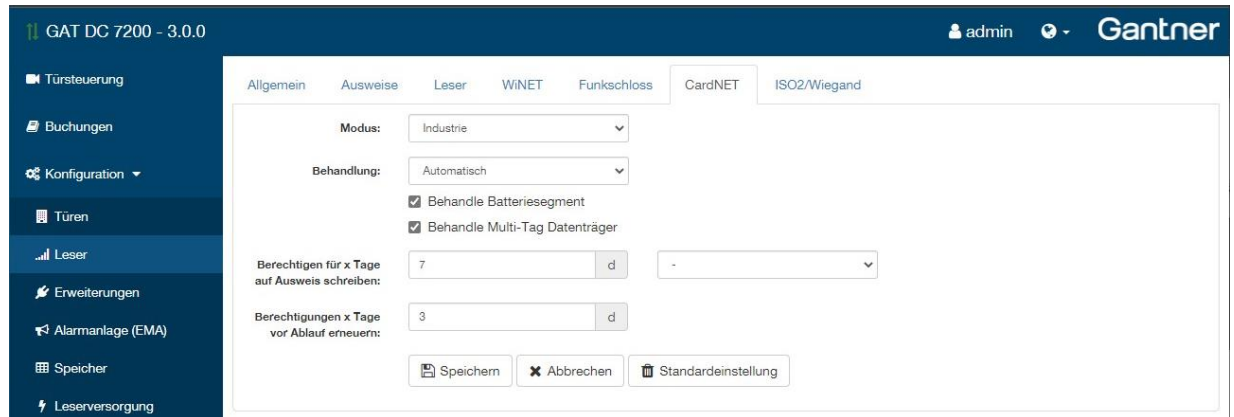 GAT DC 7200 - 3.0.0
admin
Gantner
Türsteuerung
Buchungen
Konfiguration
Türen
Leser
Erweiterungen
Alarmanlage (EMA)
Speicher
Leserversorgung
Allgemein Ausweise Leser WiNET Funkschloss CardNET ISO2/Wiegand
Modus: Industrie
Behandlung: Automatisch
Behandle Batteriesegment
Behandle Multi-Tag Datenträger
Berechtigen für x Tage
auf Ausweis schreiben:
7 d -
Berechtigungen x Tage
vor Ablauf erneuern:
3 d
Speichern Abbrechen Standardeinstellung